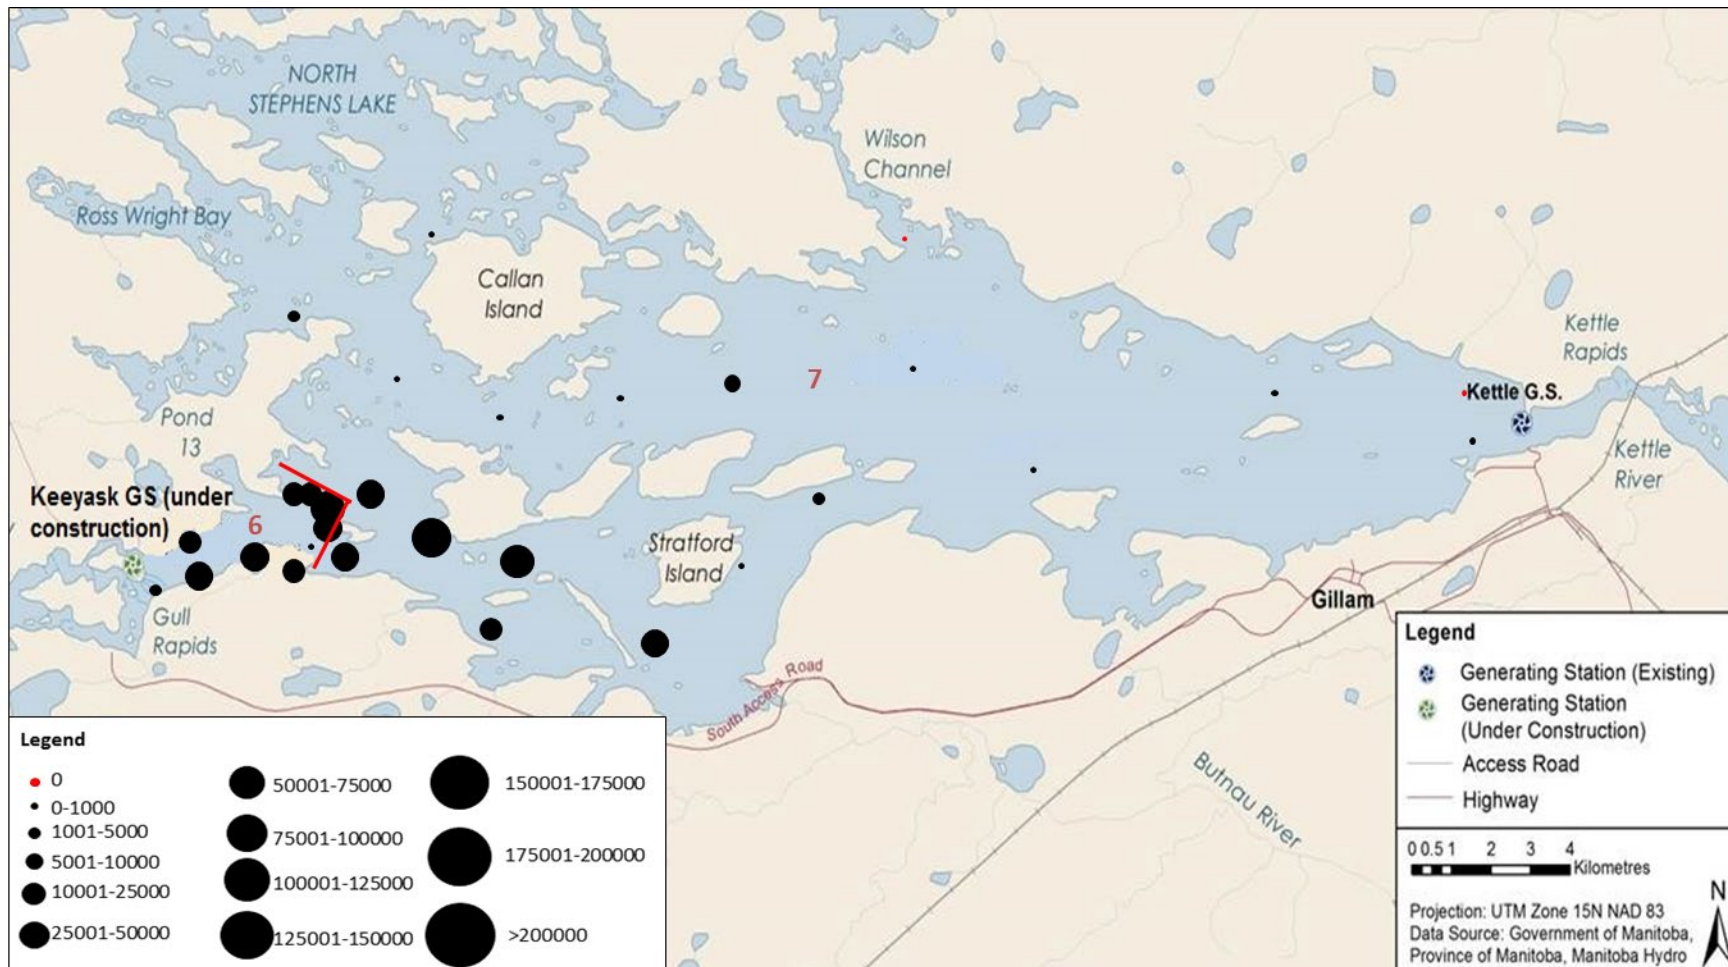 NORTH
STEPHENS LAKE
Wilson
Channel
Ross Wright Bay
Callan
Island
Kettle
Rapids
7
Kettle G.S.
Pond
13
Kettle
River
Keeyask GS (under
construction)
6
Stratford
Island
Gillam
Gull
Rapids
South Access Road
Butnau River
Legend
0
0-1000
1001-5000
5001-10000
10001-25000
25001-50000
50001-75000
75001-100000
100001-125000
125001-150000
150001-175000
175001-200000
>200000
Legend
Generating Station (Existing)
Generating Station
(Under Construction)
Access Road
Highway
0 0.5 1 2 3 4
Kilometres
N
Projection: UTM Zone 15N NAD 83
Data Source: Government of Manitoba,
Province of Manitoba, Manitoba Hydro